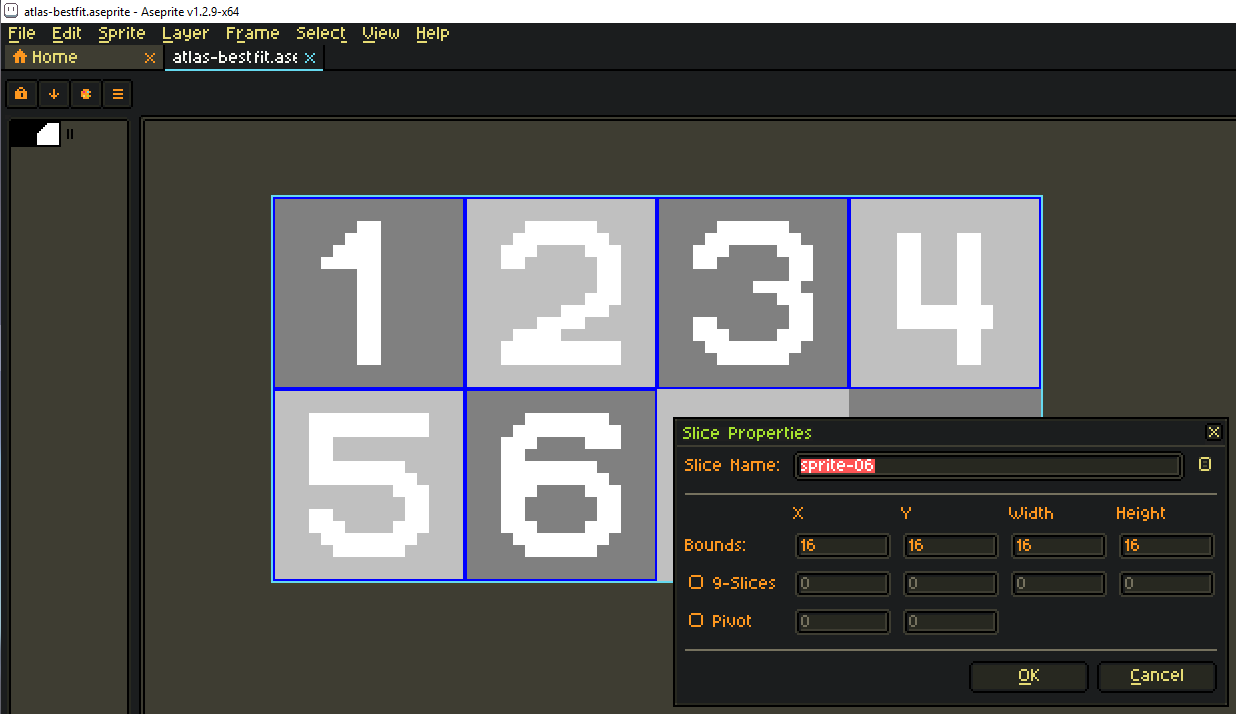 atlas-bestfit.aseprite - Aseprite v1.2.9-x64
File Edit Sprite Layer Frame Select View Help
Home atlas-bestfit.ase
1 2 3 4
5 6
Slice Properties
Slice Name: sprite-06
X Y Width Height
Bounds: 16 16 16 16
9-Slices 0 0 0 0
Pivot 0 0
OK Cancel